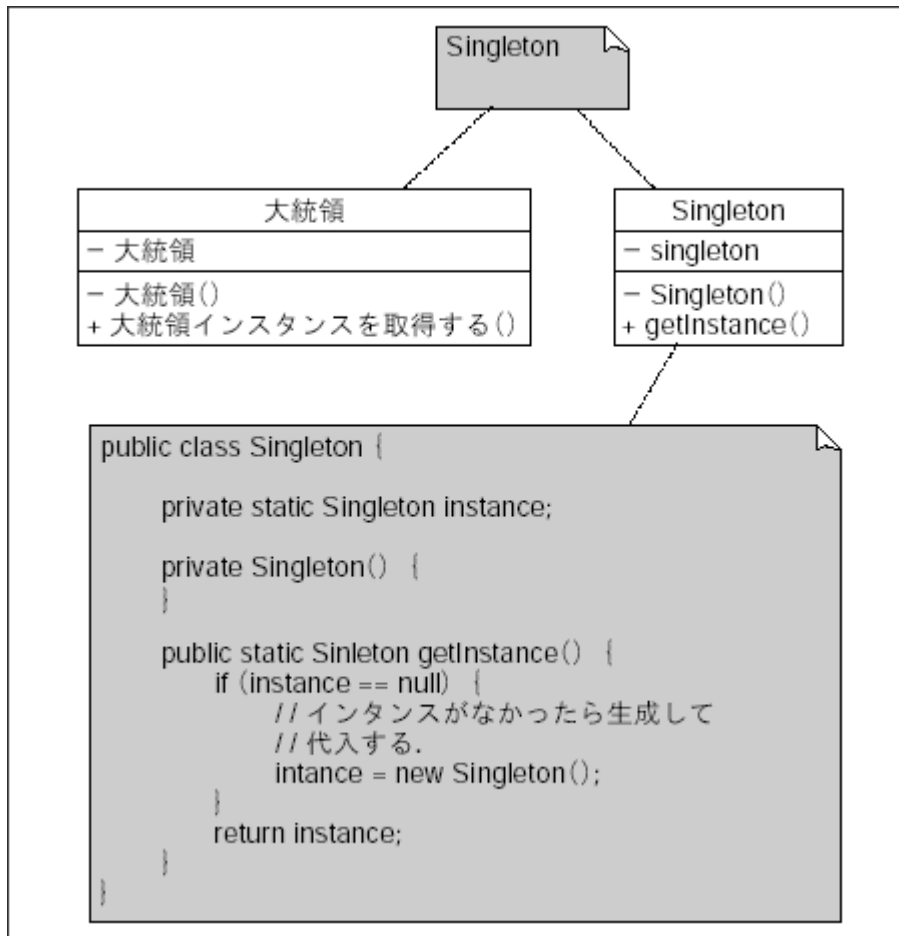 Singleton
大統領
− 大統領
− 大統領()
+ 大統領インスタンスを取得する()
Singleton
− singleton
− Singleton()
+ getInstance()
public class Singleton {
private static Singleton instance;
private Singleton() {
}
public static Sinleton getInstance() {
if (instance == null) {
// インタンスがなかったら生成して
// 代入する.
intance = new Singleton();
}
return instance;
}
}